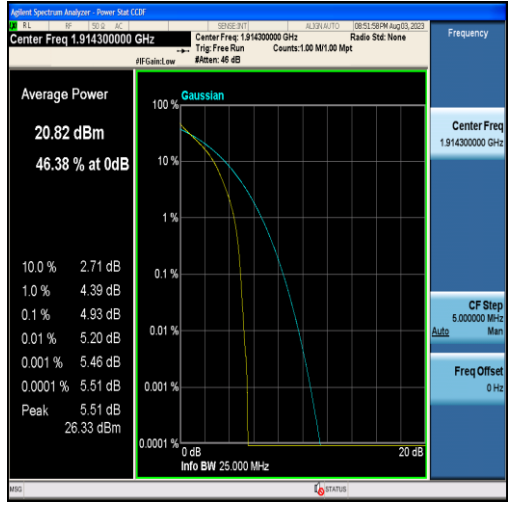 Agilent Spectrum Analyzer - Power Stat CCDF
RL RF 50 Ω AC SENSE:INT ALIGN AUTO 08:51:58 PM Aug 03, 2023
Center Freq 1.914300000 GHz
Center Freq: 1.914300000 GHz Radio Std: None
Trig: Free Run Counts:1.00 M/1.00 Mpt
#IFGain:Low #Atten: 46 dB
Frequency
Average Power
20.82 dBm
46.38 % at 0dB
10.0 % 2.71 dB
1.0 % 4.39 dB
0.1 % 4.93 dB
0.01 % 5.20 dB
0.001 % 5.46 dB
0.0001 % 5.51 dB
Peak 5.51 dB
26.33 dBm
Gaussian
100 %
10 %
1 %
0.1 %
0.01 %
0.001 %
0.0001 %
0 dB 20 dB
Info BW 25.000 MHz
Center Freq
1.914300000 GHz
CF Step
5.000000 MHz
Auto Man
Freq Offset
0 Hz
MSG STATUS